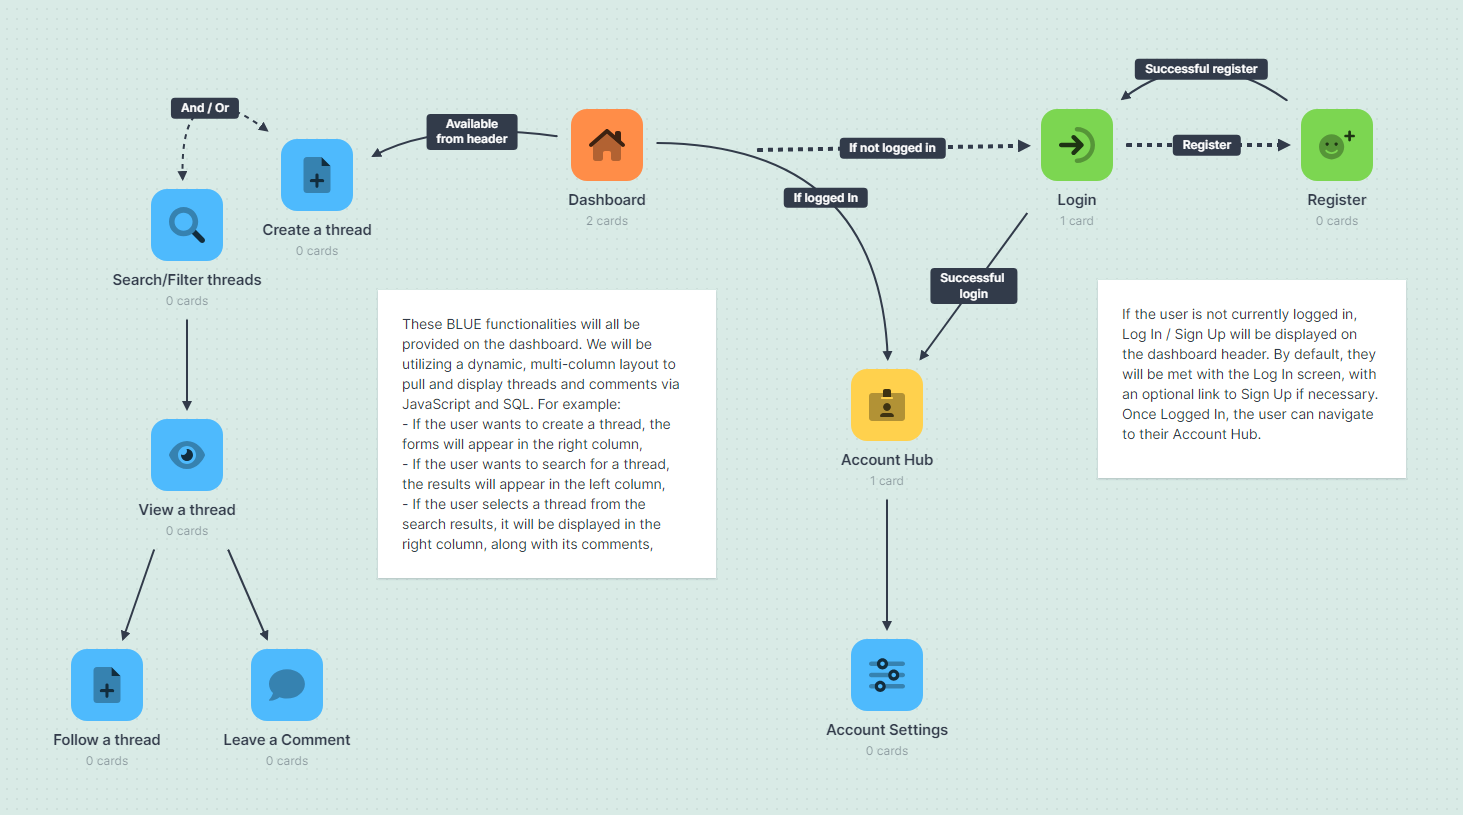 Successful register
And / Or
Available
from header
If not logged in
Register
If logged In
Dashboard
2 cards
Login
1 card
Register
0 cards
Create a thread
0 cards
Search/Filter threads
0 cards
Successful
login
These BLUE functionalities will all be
provided on the dashboard. We will be
utilizing a dynamic, multi-column layout to
pull and display threads and comments via
JavaScript and SQL. For example:
- If the user wants to create a thread, the
forms will appear in the right column,
- If the user wants to search for a thread,
the results will appear in the left column,
- If the user selects a thread from the
search results, it will be displayed in the
right column, along with its comments,
If the user is not currently logged in,
Log In / Sign Up will be displayed on
the dashboard header. By default, they
will be met with the Log In screen, with
an optional link to Sign Up if necessary.
Once Logged In, the user can navigate
to their Account Hub.
Account Hub
1 card
View a thread
0 cards
Follow a thread
0 cards
Leave a Comment
0 cards
Account Settings
0 cards